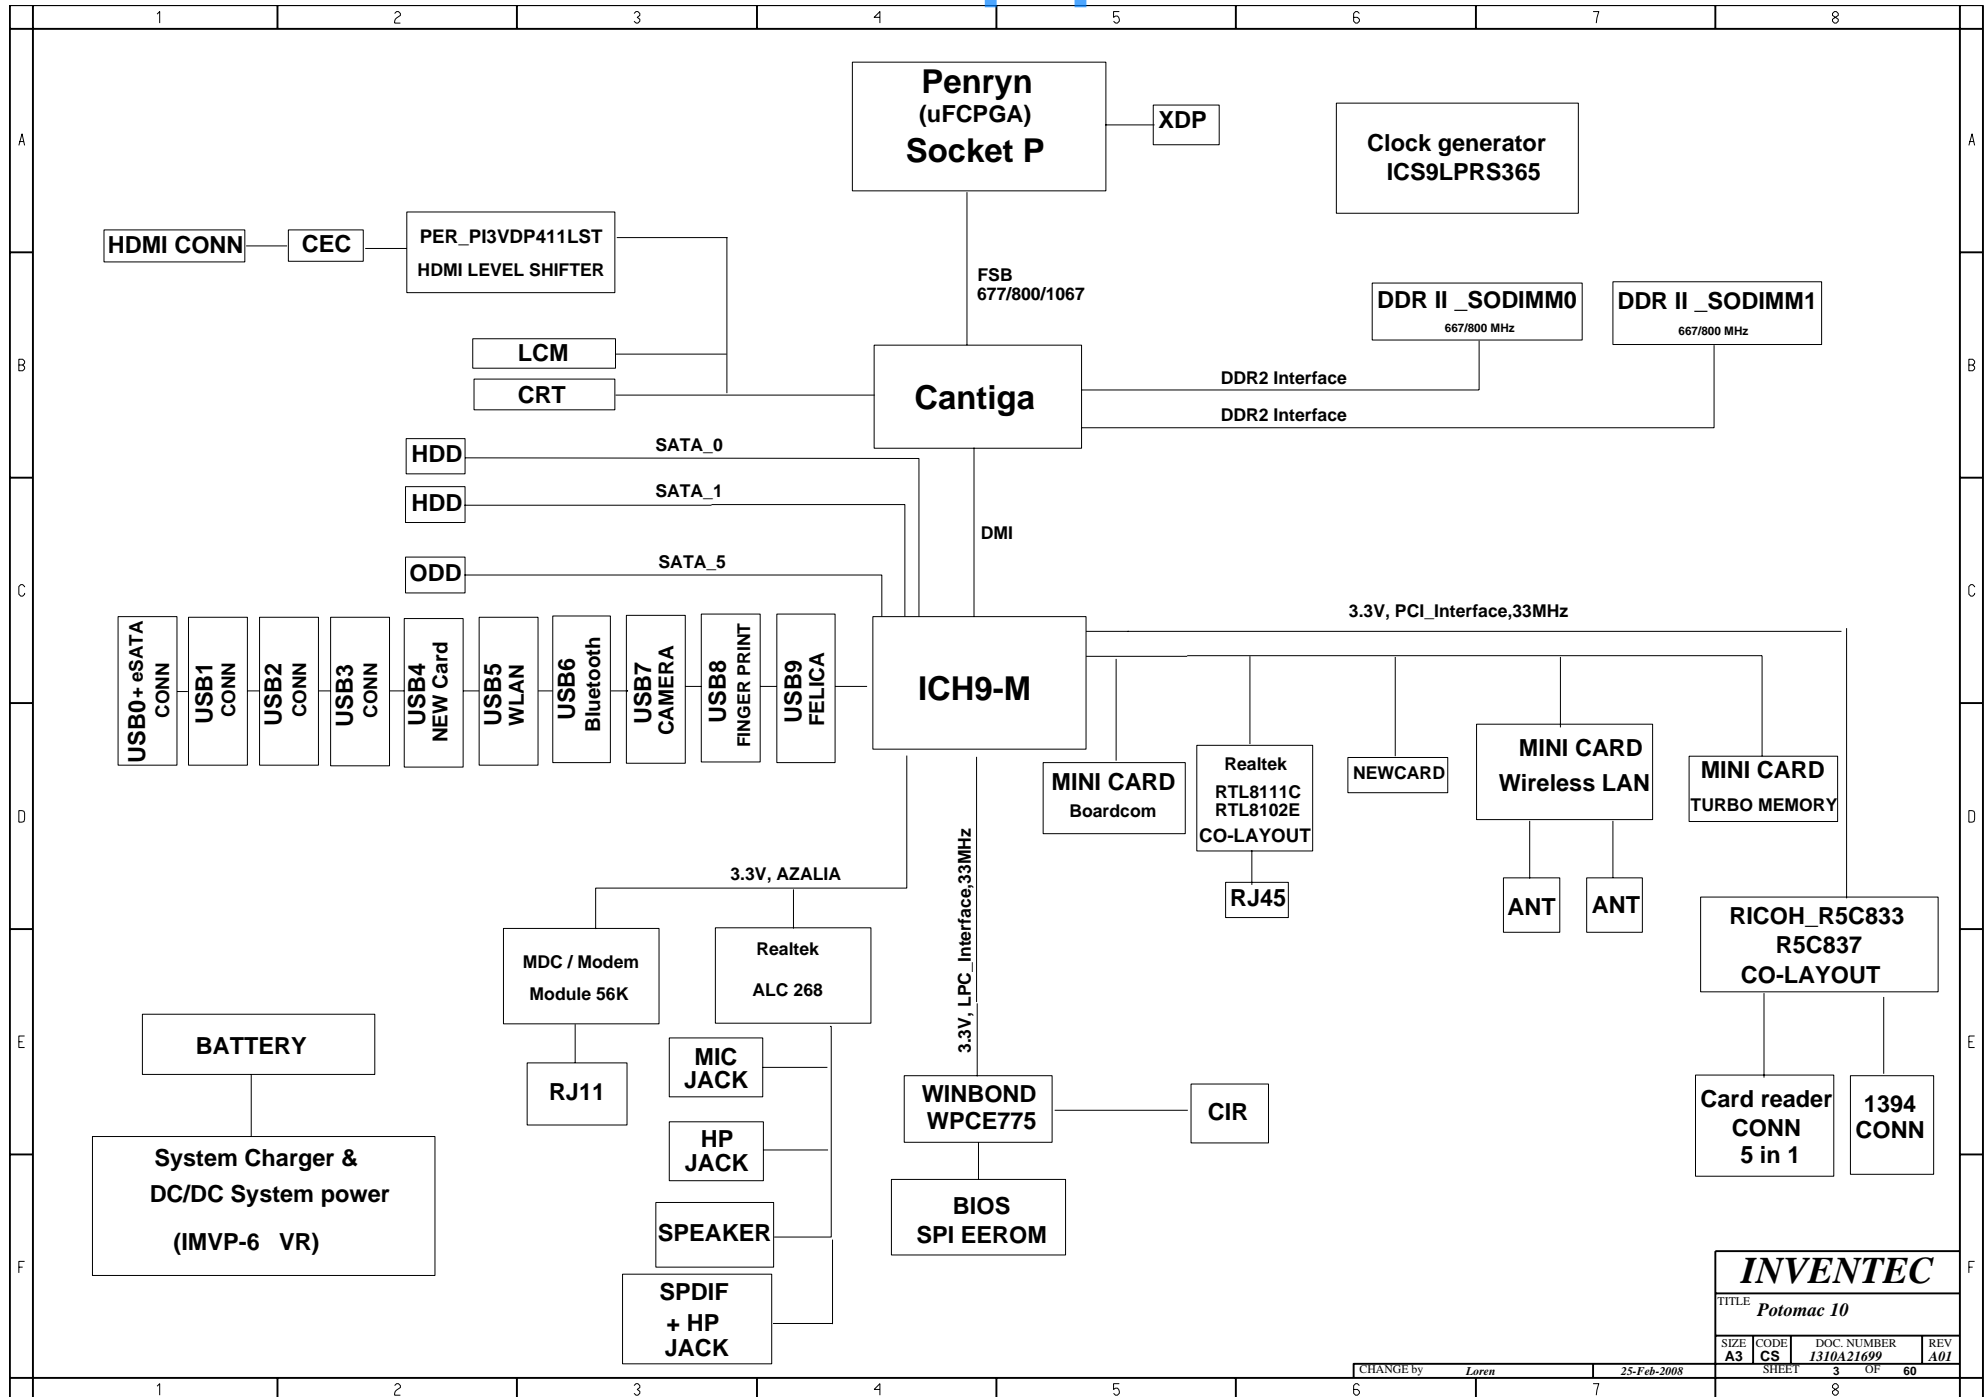 1 2 3 4 5 6 7 8
Penryn
(uFCPGA)
Socket P
XDP
Clock generator
ICS9LPRS365
A
A
HDMI CONN
CEC
PER_PI3VDP411LST
HDMI LEVEL SHIFTER
FSB
677/800/1067
DDR II _SODIMM0
667/800 MHz
DDR II _SODIMM1
667/800 MHz
LCM
CRT
Cantiga
DDR2 Interface
DDR2 Interface
B
B
HDD
SATA_0
HDD
SATA_1
DMI
ODD
SATA_5
C
C
USB0+ eSATA
CONN
USB1
CONN
USB2
CONN
USB3
CONN
USB4
NEW Card
USB5
WLAN
USB6
Bluetooth
USB7
CAMERA
USB8
FINGER PRINT
USB9
FELICA
ICH9-M
3.3V, PCI_Interface,33MHz
MINI CARD
Boardcom
Realtek
RTL8111C
RTL8102E
CO-LAYOUT
RJ45
NEWCARD
MINI CARD
Wireless LAN
ANT
ANT
MINI CARD
TURBO MEMORY
D
D
3.3V, AZALIA
3.3V, LPC_Interface,33MHz
RICOH_R5C833
R5C837
CO-LAYOUT
MDC / Modem
Module 56K
Realtek
ALC 268
BATTERY
RJ11
MIC
JACK
WINBOND
WPCE775
CIR
Card reader
CONN
5 in 1
1394
CONN
E
E
System Charger &
DC/DC System power
(IMVP-6 VR)
HP
JACK
SPEAKER
SPDIF
+ HP
JACK
BIOS
SPI EEROM
F
F
INVENTEC
TITLE
Potomac 10
SIZE CODE DOC. NUMBER REV
A3 CS 1310A21699 A01
CHANGE by Loren 25-Feb-2008 SHEET 3 OF 60
1 2 3 4 5 6 7 8